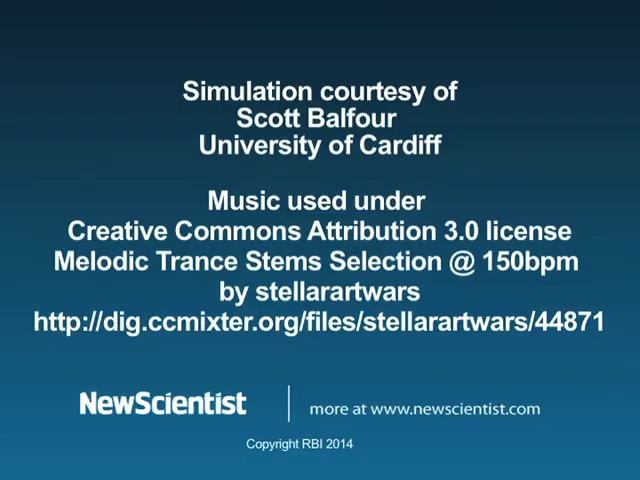 Simulation courtesy of
Scott Balfour
University of Cardiff
Music used under
Creative Commons Attribution 3.0 license
Melodic Trance Stems Selection @ 150bpm
by stellarartwars
http://dig.ccmixter.org/files/stellarartwars/44871
NewScientist
more at www.newscientist.com
Copyright RBI 2014